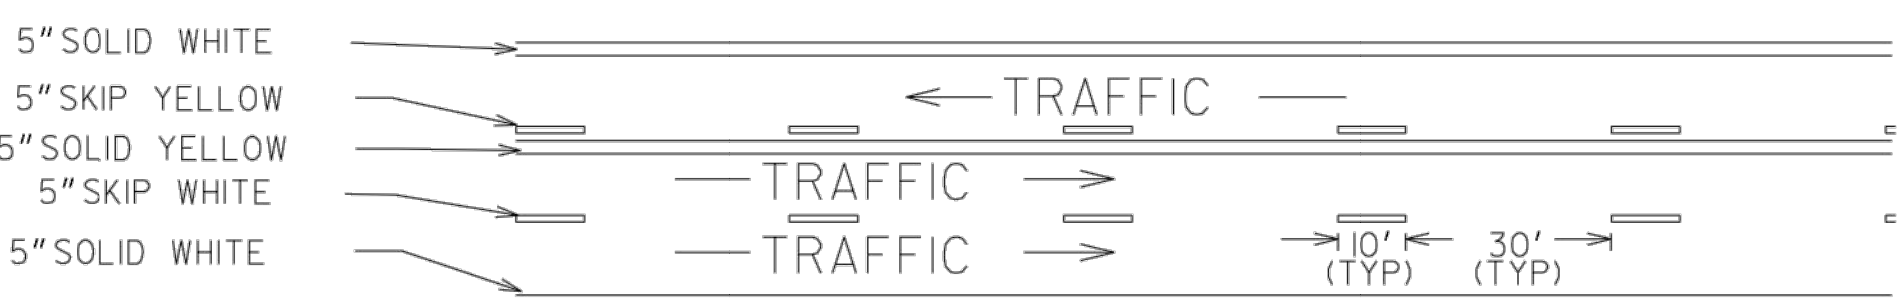 5" SOLID WHITE
5" SKIP YELLOW
TRAFFIC
5" SOLID YELLOW
TRAFFIC
5" SKIP WHITE
5" SOLID WHITE
TRAFFIC
10' 30'
(TYP) (TYP)